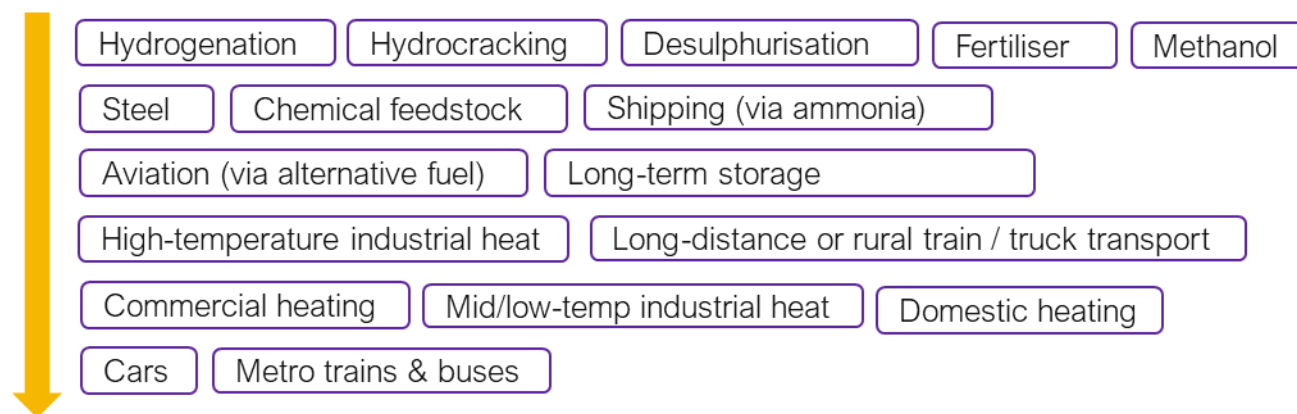 Hydrogenation Hydrocracking Desulphurisation Fertiliser Methanol
Steel Chemical feedstock Shipping (via ammonia)
Aviation (via alternative fuel) Long-term storage
High-temperature industrial heat Long-distance or rural train / truck transport
Commercial heating Mid/low-temp industrial heat Domestic heating
Cars Metro trains & buses